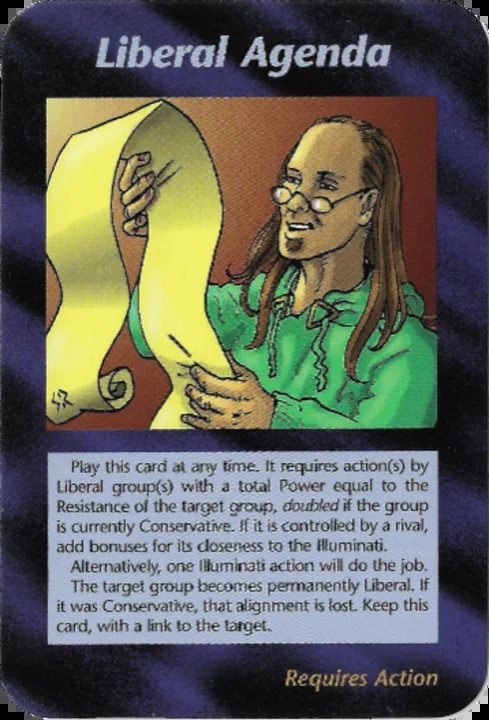 Liberal Agenda
Play this card at any time. It requires action(s) by
Liberal group(s) with a total Power equal to the
Resistance of the target group, doubled if the group
is currently Conservative. If it is controlled by a rival,
add bonuses for its closeness to the Illuminati.
Alternatively, one Illuminati action will do the job.
The target group becomes permanently Liberal. If
it was Conservative, that alignment is lost. Keep this
card, with a link to the target.
Requires Action